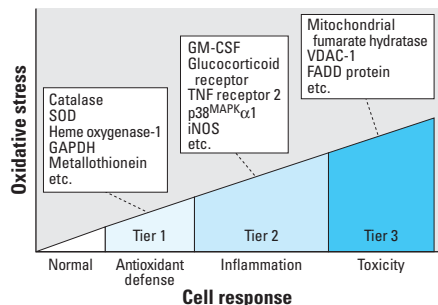 Oxidative stress
Catalase
SOD
Heme oxygenase-1
GAPDH
Metallothionein
etc.
GM-CSF
Glucocorticoid
receptor
TNF receptor 2
p38ᴹᴬᴾᴷα1
iNOS
etc.
Mitochondrial
fumarate hydratase
VDAC-1
FADD protein
etc.
Tier 1
Tier 2
Tier 3
Normal
Antioxidant
defense
Inflammation
Toxicity
Cell response